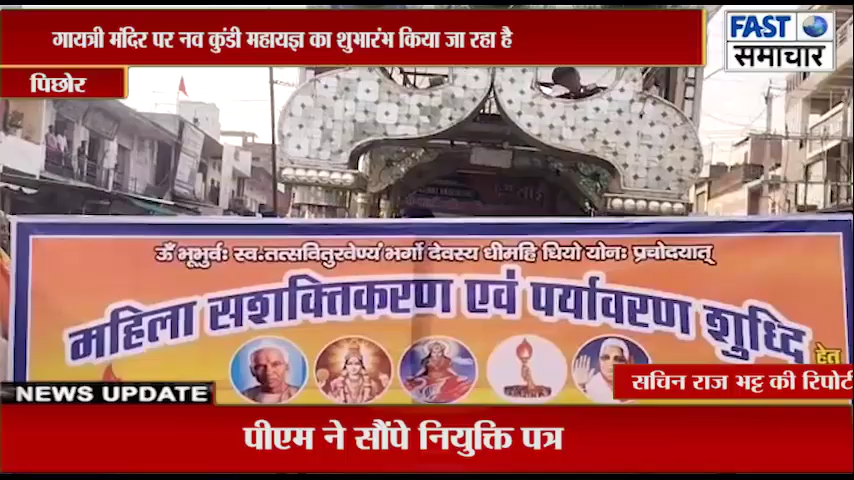 गायत्री मंदिर पर नव कुंडी महायज्ञ का शुभारंभ किया जा रहा है
FAST
समाचार
पिछोर
ॐ भूर्भुवः स्वः तत्सवितुरवेण्यं भर्गो देवस्य धीमहि धियो योनः प्रचोदयात्
महिला सशक्तिकरण एवं पर्यावरण शुध्दि
हेतु
सचिन राज भट्ट की रिपोर्ट
NEWS UPDATE
पीएम ने सौंपे नियुक्ति पत्र